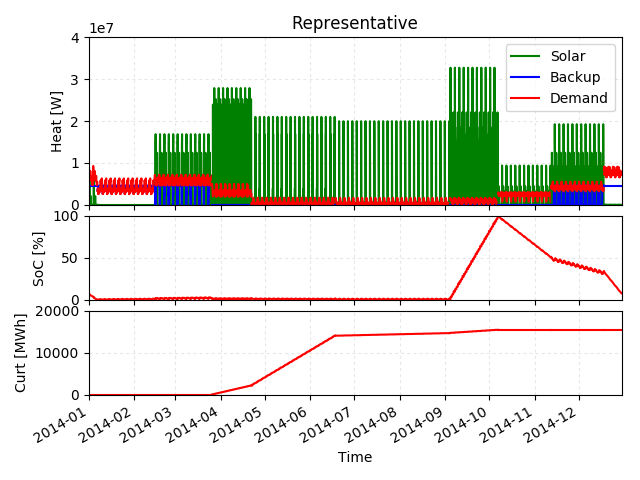 Representative
1e7
4
3
2
1
0
Heat [W]
Solar
Backup
Demand
100
50
0
SoC [%]
20000
10000
0
Curt [MWh]
2014-01
2014-02
2014-03
2014-04
2014-05
2014-06
2014-07
2014-08
2014-09
2014-10
2014-11
2014-12
Time